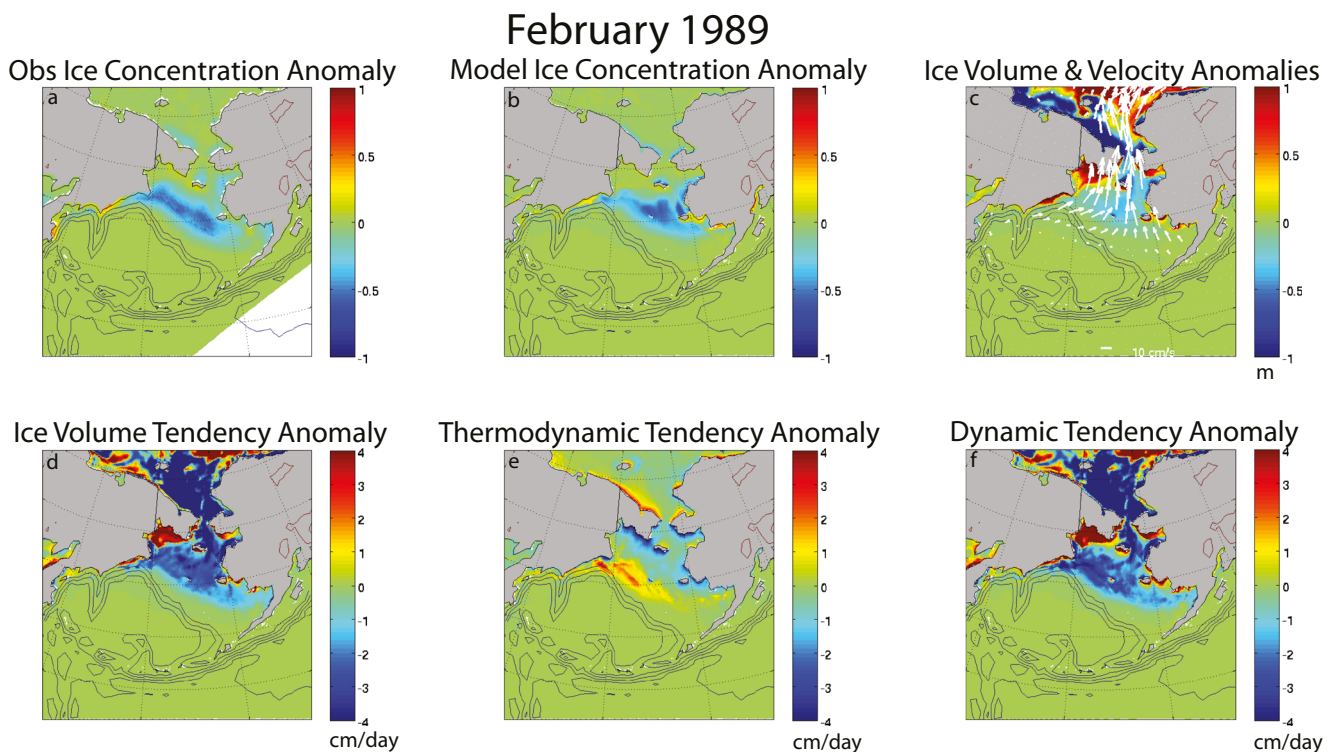 February 1989
Obs Ice Concentration Anomaly
Model Ice Concentration Anomaly
Ice Volume & Velocity Anomalies
a
1
0.5
0
-0.5
-1
b
1
0.5
0
-0.5
-1
c
10 cm/s
1
0.5
0
-0.5
-1
m
Ice Volume Tendency Anomaly
Thermodynamic Tendency Anomaly
Dynamic Tendency Anomaly
d
4
3
2
1
0
-1
-2
-3
-4
cm/day
e
4
3
2
1
0
-1
-2
-3
-4
cm/day
f
4
3
2
1
0
-1
-2
-3
-4
cm/day